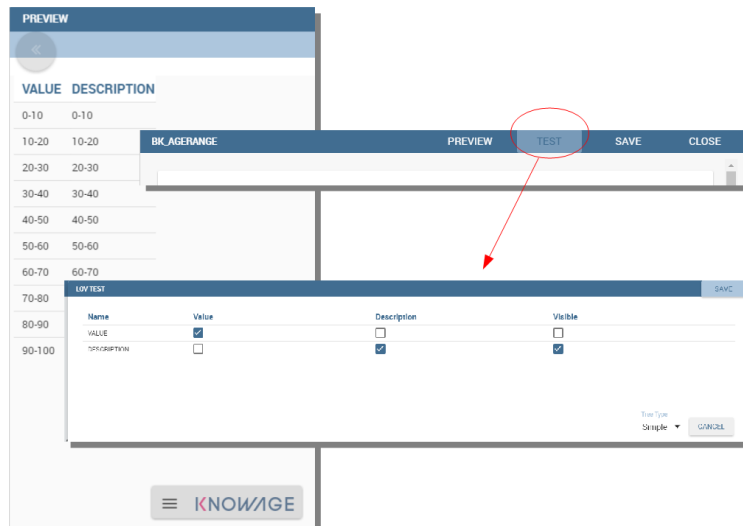 PREVIEW
VALUE DESCRIPTION
0-10 0-10
10-20 10-20
20-30 20-30
30-40 30-40
40-50 40-50
50-60 50-60
60-70 60-70
70-80
80-90
90-100
BK_AGERANGE PREVIEW TEST SAVE CLOSE
LOV TEST SAVE
Name Value Description Visible
VALUE
DESCRIPTION
Tree Type
Simple CANCEL
KNOWAGE